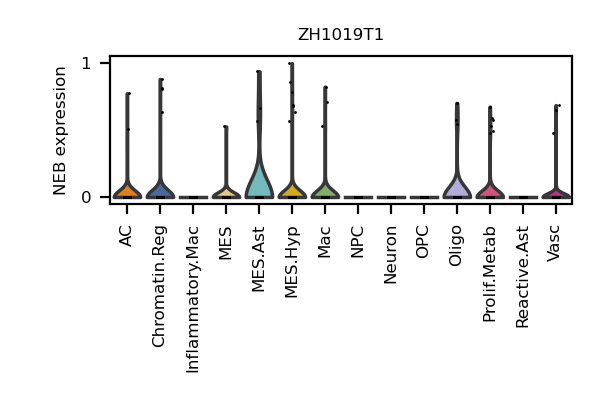 ZH1019T1
NEB expression
1
0
AC
Chromatin.Reg
Inflammatory.Mac
MES
MES.Ast
MES.Hyp
Mac
NPC
Neuron
OPC
Oligo
Prolif.Metab
Reactive.Ast
Vasc